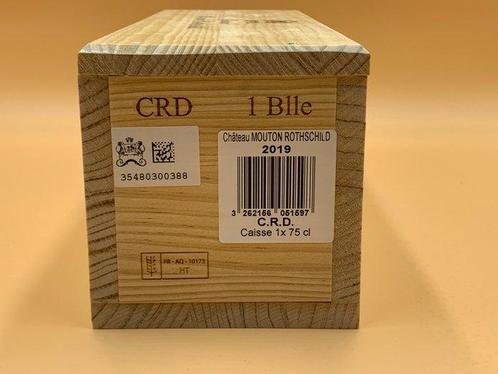 CRD 1 Blle
35480300388
Château MOUTON ROTHSCHILD
2019
3 262156 051597
C.R.D.
Caisse 1x 75 cl
FR - AQ - 10173
HT